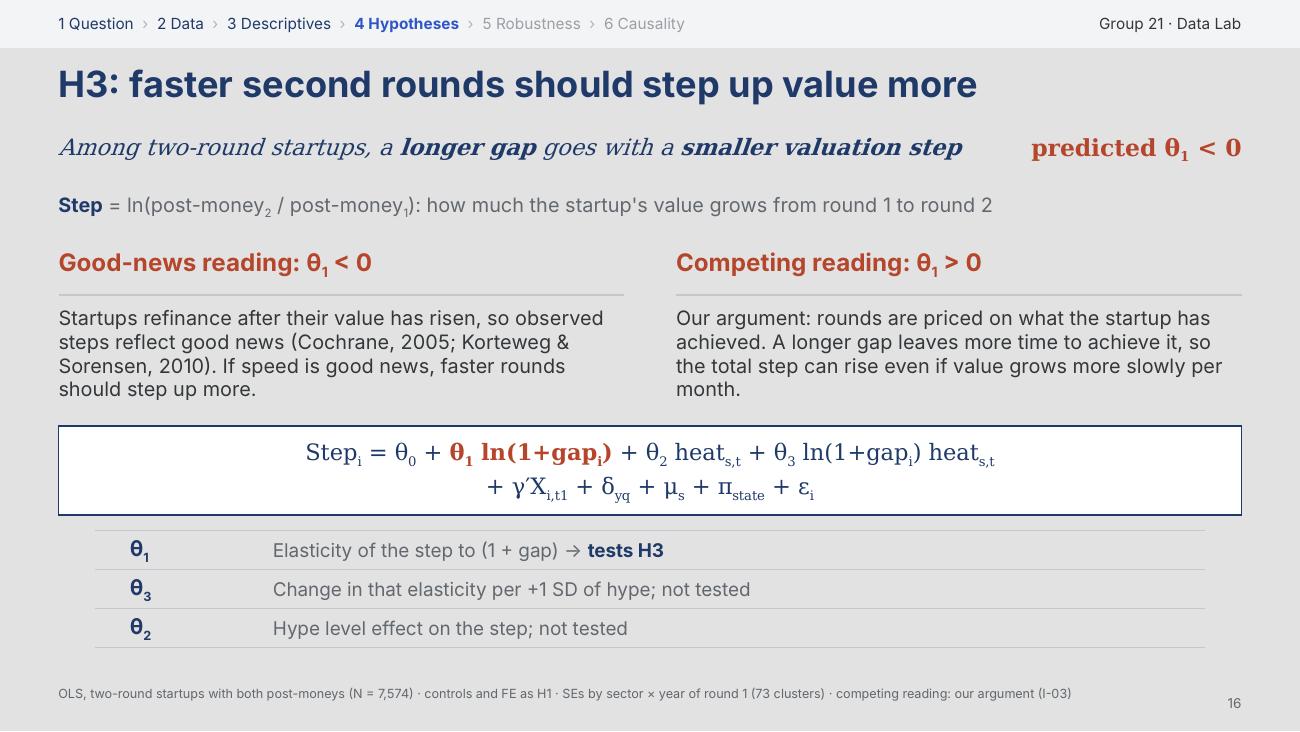 1 Question › 2 Data › 3 Descriptives › 4 Hypotheses › 5 Robustness › 6 Causality
Group 21 · Data Lab
H3: faster second rounds should step up value more
Among two-round startups, a longer gap goes with a smaller valuation step
predicted θ₁ < 0
Step = ln(post-money₂ / post-money₁): how much the startup's value grows from round 1 to round 2
Good-news reading: θ₁ < 0
Startups refinance after their value has risen, so observed
steps reflect good news (Cochrane, 2005; Korteweg &
Sorensen, 2010). If speed is good news, faster rounds
should step up more.
Competing reading: θ₁ > 0
Our argument: rounds are priced on what the startup has
achieved. A longer gap leaves more time to achieve it, so
the total step can rise even if value grows more slowly per
month.
Stepᵢ = θ₀ + θ₁ ln(1+gapᵢ) + θ₂ heat_{s,t} + θ₃ ln(1+gapᵢ) heat_{s,t}
+ γ′X_{i,t1} + δ_{yq} + μ_s + π_{state} + εᵢ
θ₁ Elasticity of the step to (1 + gap) → tests H3
θ₃ Change in that elasticity per +1 SD of hype; not tested
θ₂ Hype level effect on the step; not tested
OLS, two-round startups with both post-moneys (N = 7,574) · controls and FE as H1 · SEs by sector × year of round 1 (73 clusters) · competing reading: our argument (I-03)
16